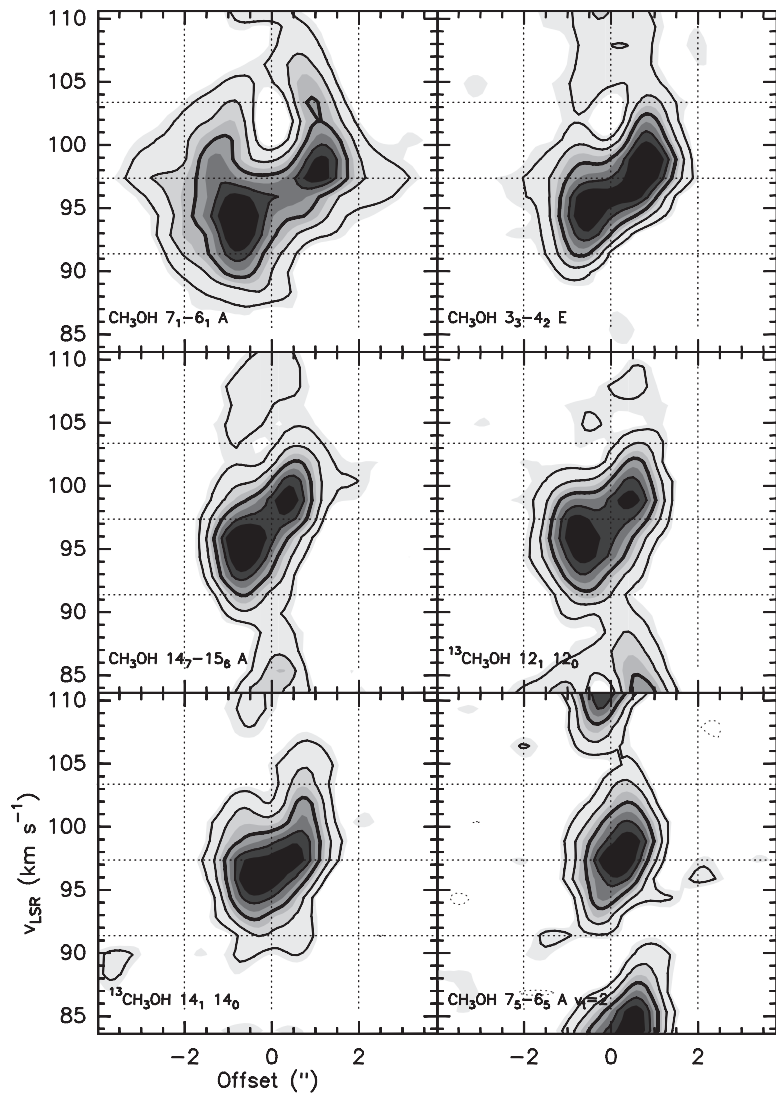 110
105
100
95
90
85
CH₃OH 7₁−6₁ A
CH₃OH 3₃−4₂ E
110
105
100
95
90
85
CH₃OH 14₇−15₆ A
¹³CH₃OH 12₁ 12₀
110
105
100
95
90
85
v_LSR (km s⁻¹)
¹³CH₃OH 14₁ 14₀
CH₃OH 7₅−6₅ A vₜ=2
−2 0 2 −2 0 2
Offset (")